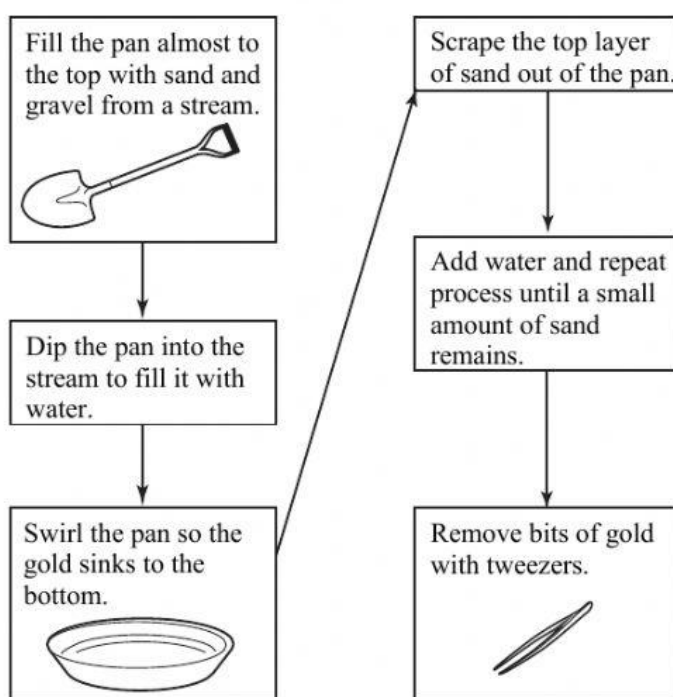 Fill the pan almost to
the top with sand and
gravel from a stream.
Dip the pan into the
stream to fill it with
water.
Swirl the pan so the
gold sinks to the
bottom.
Scrape the top layer
of sand out of the pan.
Add water and repeat
process until a small
amount of sand
remains.
Remove bits of gold
with tweezers.